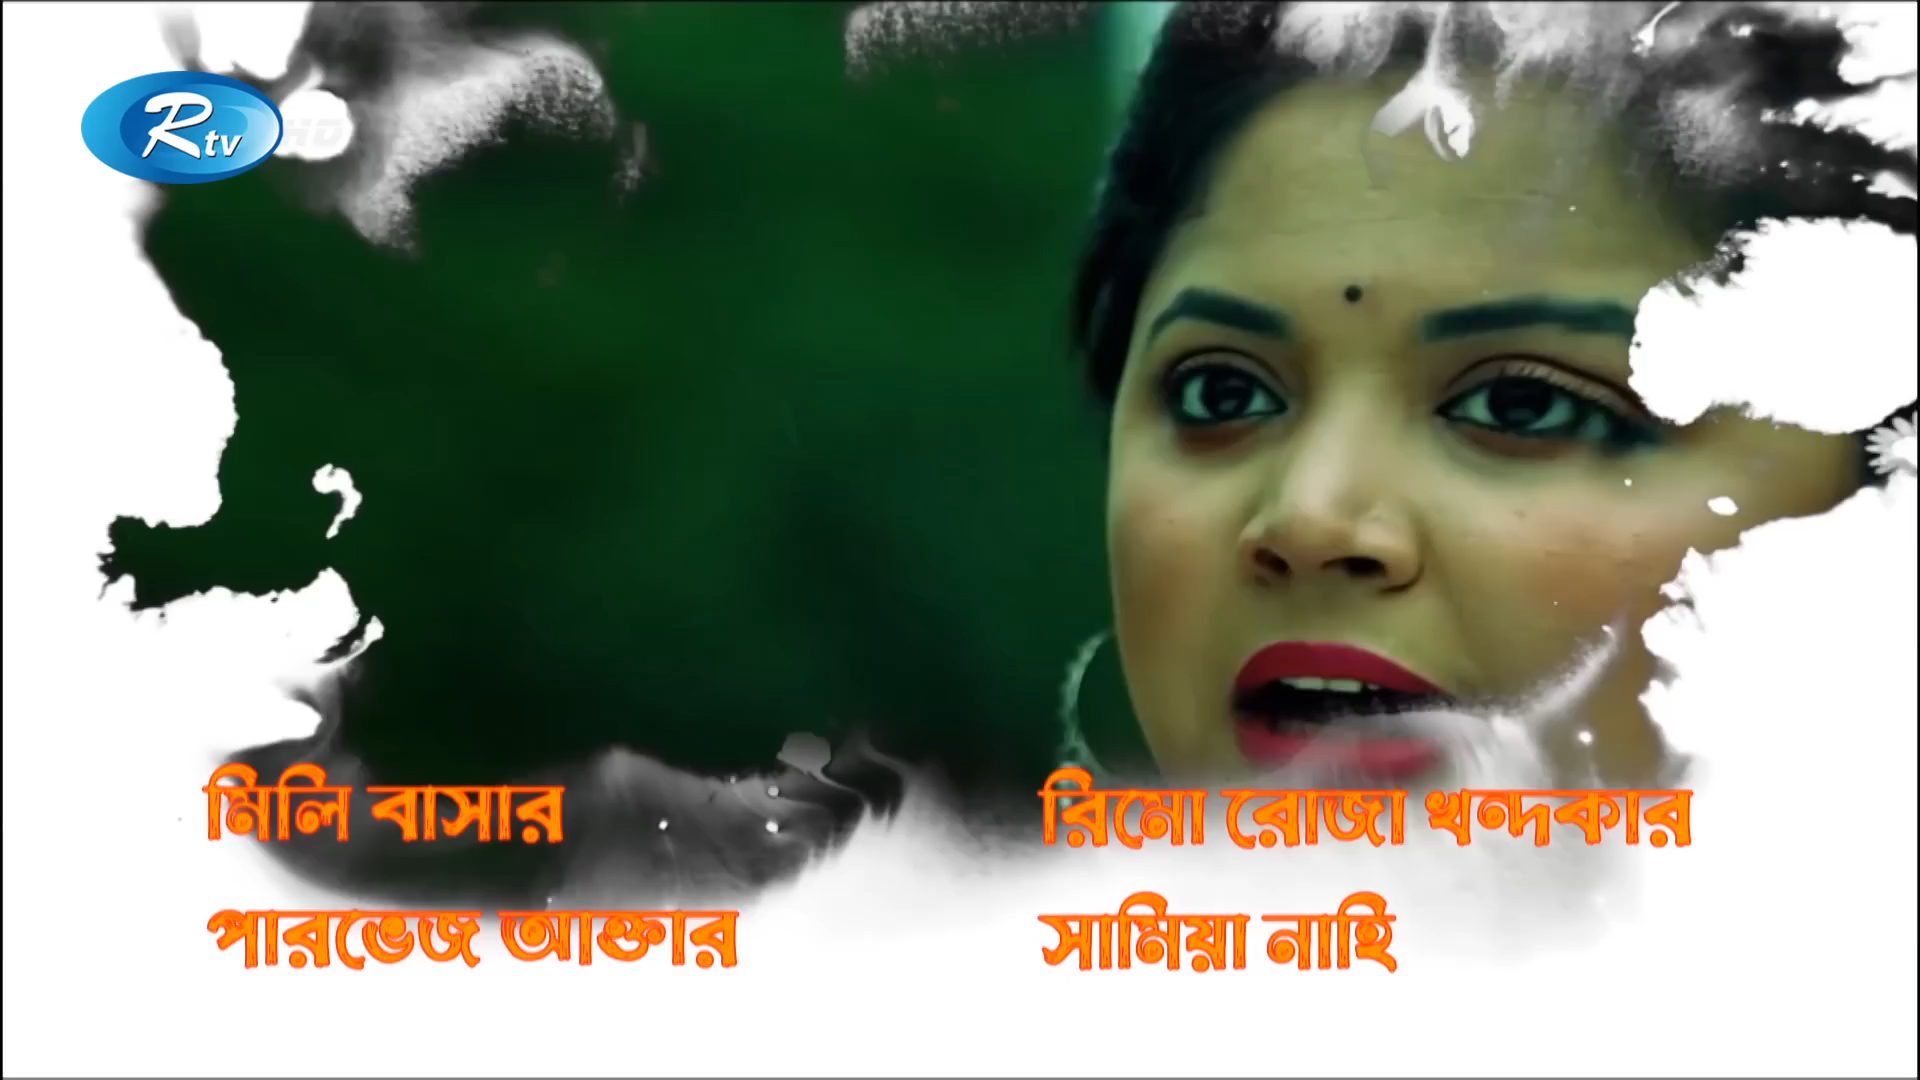 Rtv HD
মিলি বাসার
রিমো রোজা খন্দকার
পারভেজ আক্তার
সামিয়া নাহি